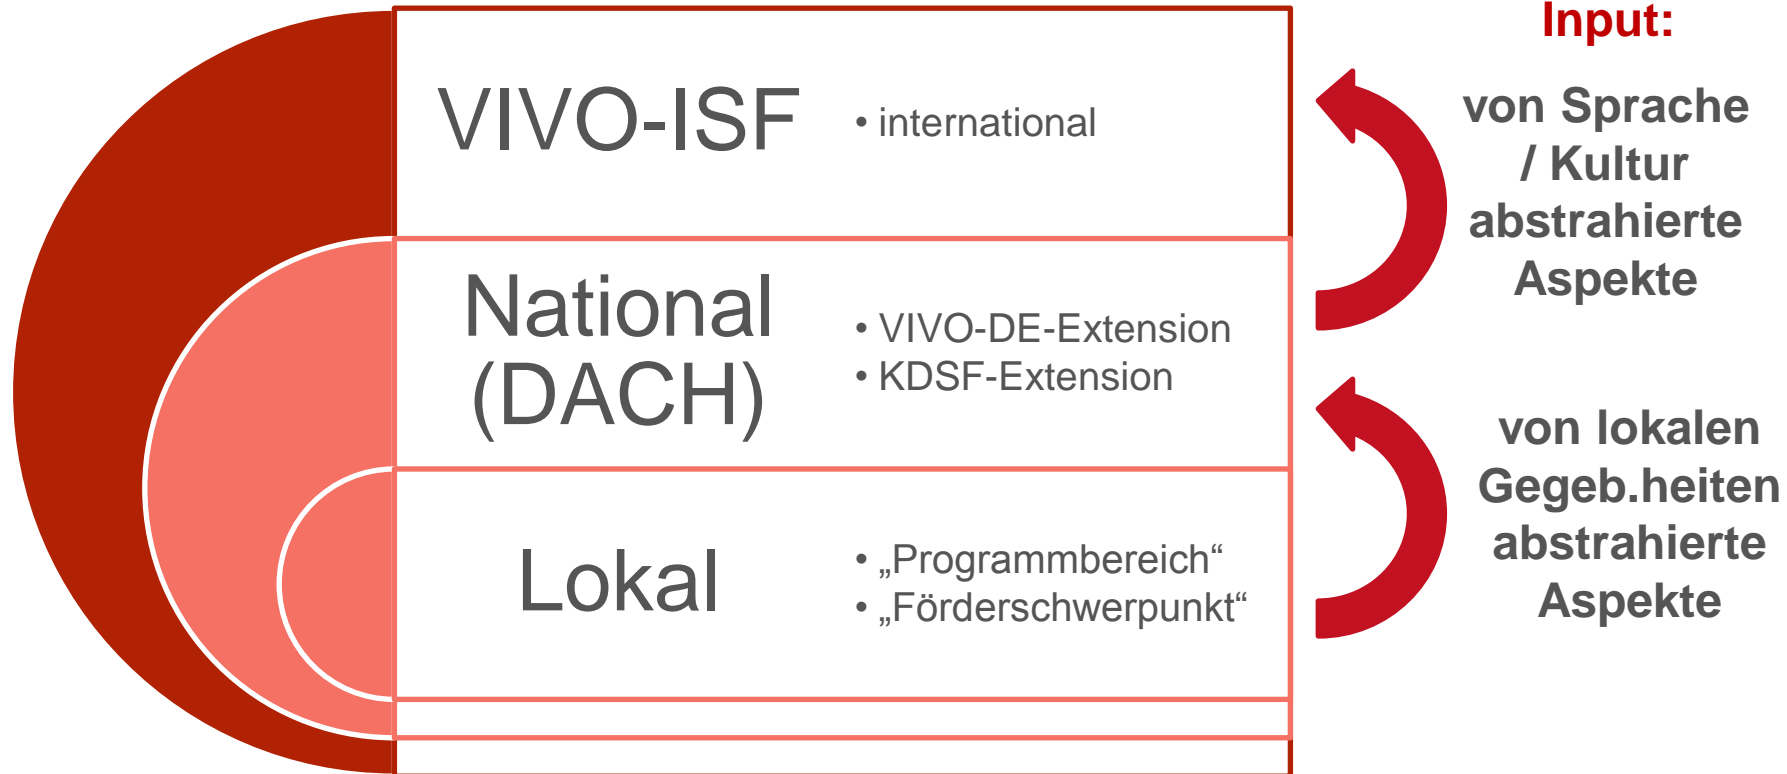 VIVO-ISF
• international
National
(DACH)
• VIVO-DE-Extension
• KDSF-Extension
Lokal
• „Programmbereich“
• „Förderschwerpunkt“
Input:
von Sprache
/ Kultur
abstrahierte
Aspekte
von lokalen
Gegeb.heiten
abstrahierte
Aspekte